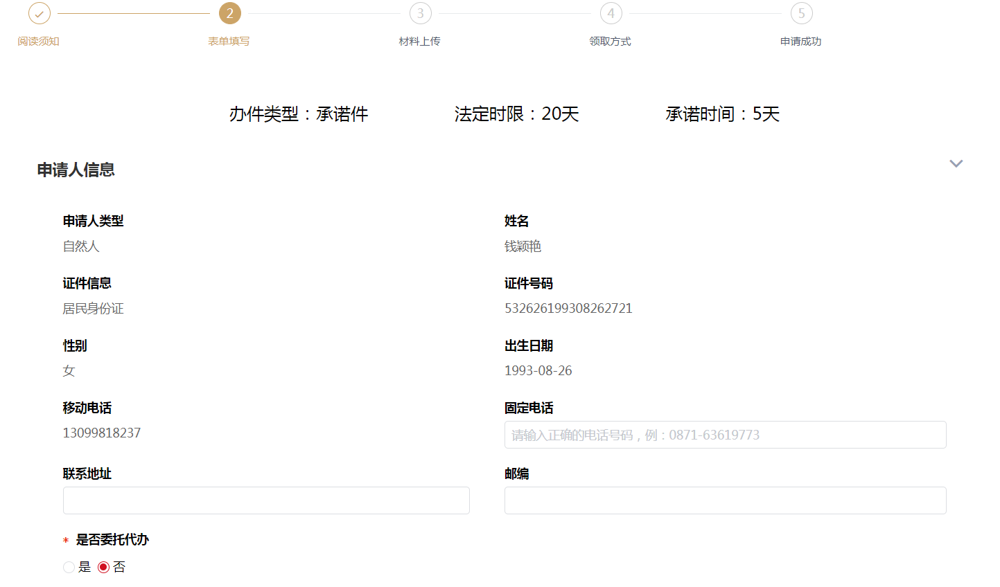 2 3 4 5
阅读须知 表单填写 材料上传 领取方式 申请成功
办件类型：承诺件 法定时限：20天 承诺时间：5天
申请人信息
申请人类型 姓名
自然人 钱颖艳
证件信息 证件号码
居民身份证 532626199308262721
性别 出生日期
女 1993-08-26
移动电话 固定电话
13099818237 请输入正确的电话号码，例：0871-63619773
联系地址 邮编
* 是否委托代办
是 否